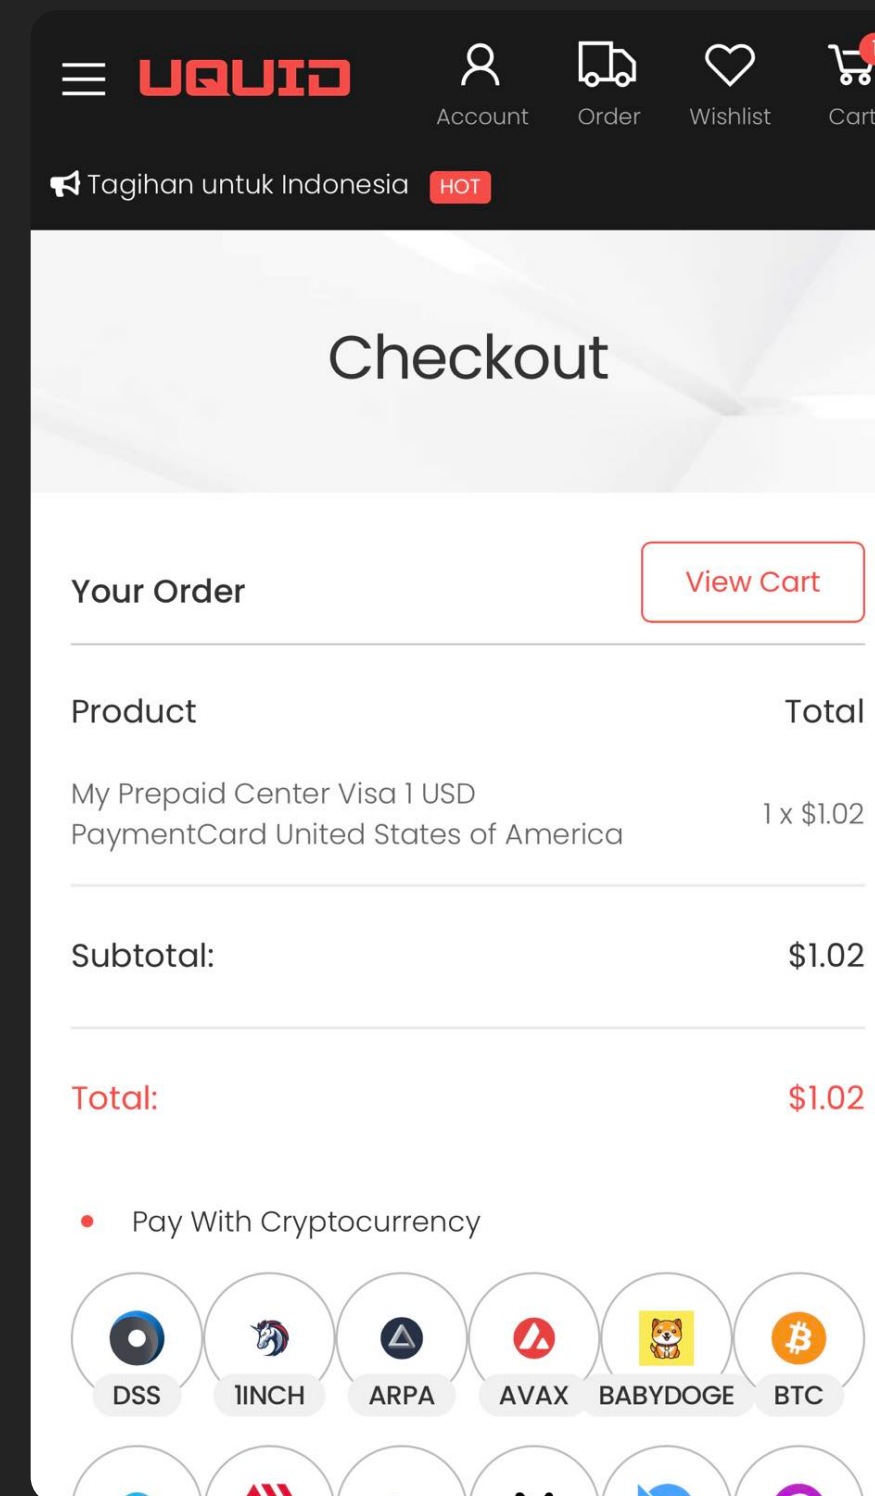 UQUID
Account Order Wishlist Cart
Tagihan untuk Indonesia HOT
Checkout
Your Order View Cart
Product Total
My Prepaid Center Visa 1 USD
PaymentCard United States of America 1 x $1.02
Subtotal: $1.02
Total: $1.02
Pay With Cryptocurrency
DSS 1INCH ARPA AVAX BABYDOGE BTC